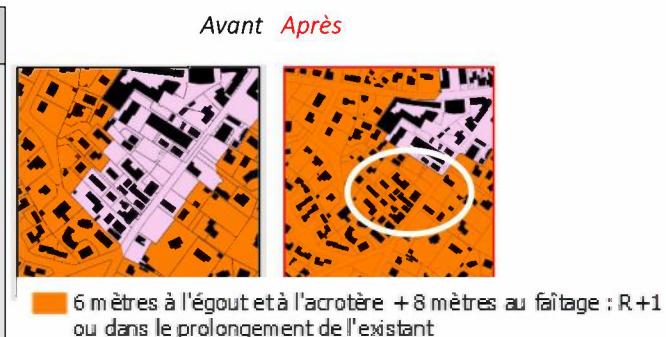 Avant Après
6 mètres à l'égout et à l'acrotère + 8 mètres au faîtage : R+1
ou dans le prolongement de l'existant